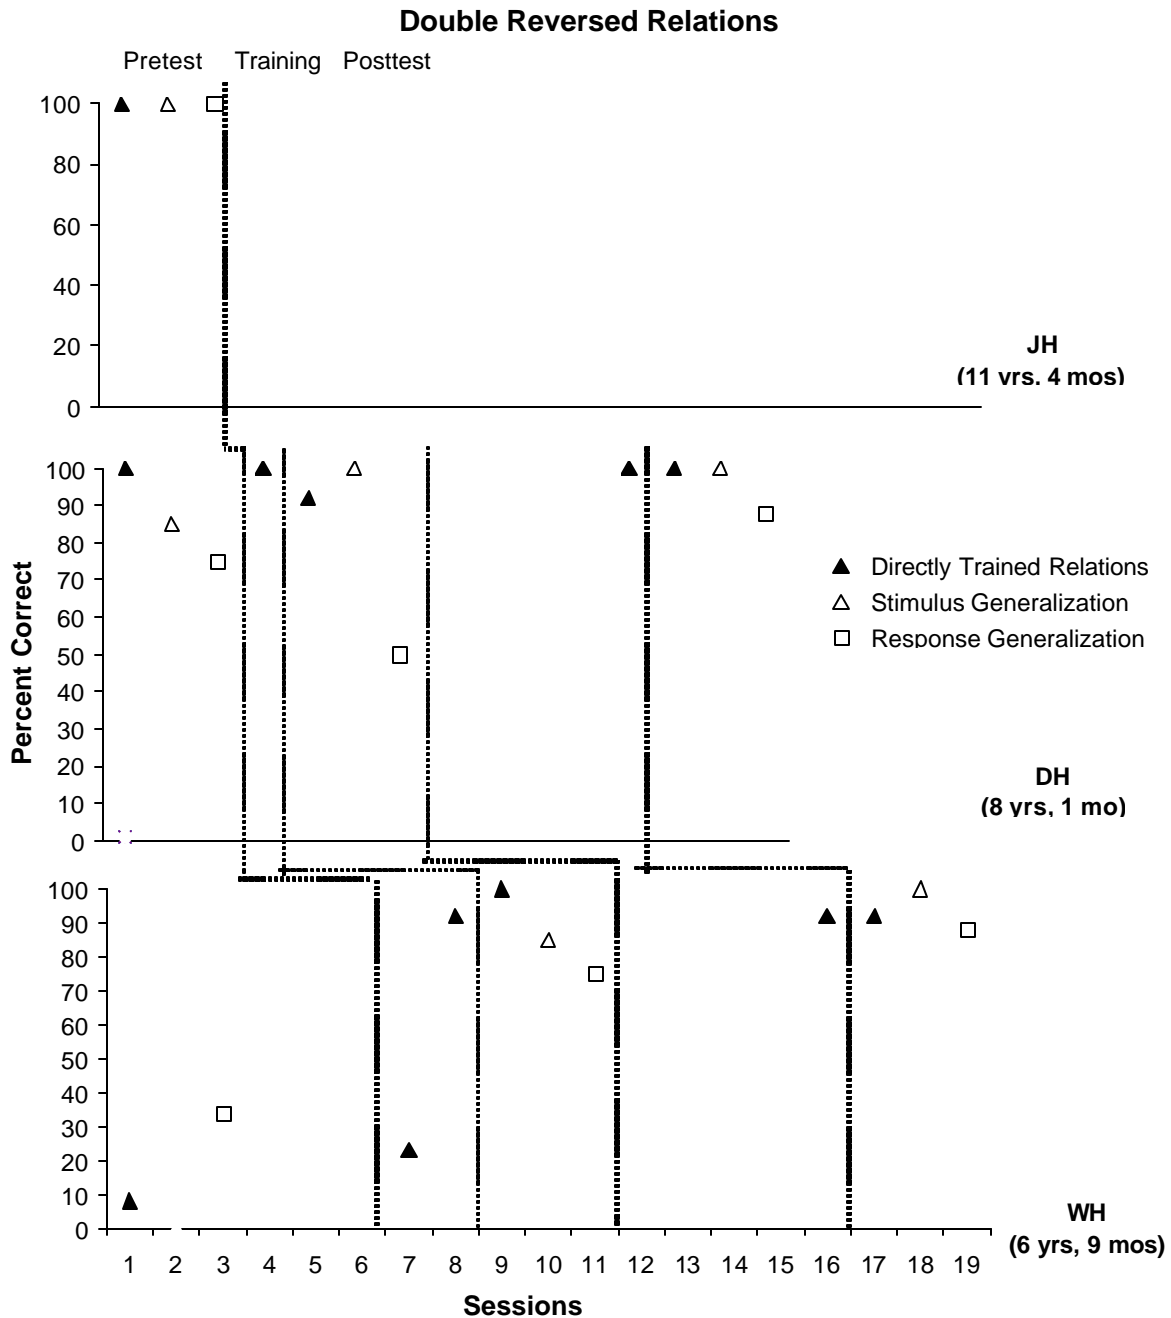 Double Reversed Relations
Pretest Training Posttest
100
80
60
40
20
0
JH
(11 yrs. 4 mos)
100
90
80
70
60
50
40
30
20
10
0
Directly Trained Relations
Stimulus Generalization
Response Generalization
DH
(8 yrs, 1 mo)
Percent Correct
100
90
80
70
60
50
40
30
20
10
0
WH
(6 yrs, 9 mos)
1 2 3 4 5 6 7 8 9 10 11 12 13 14 15 16 17 18 19
Sessions